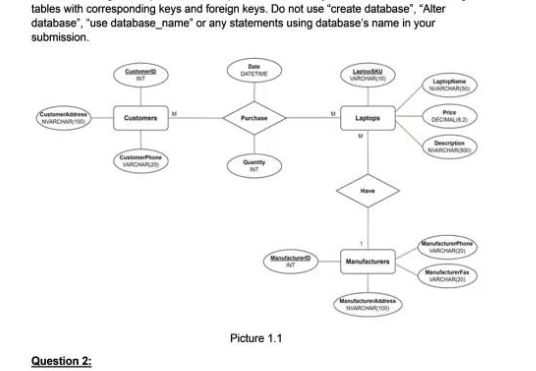 tables with corresponding keys and foreign keys. Do not use "create database", "Alter
database", "use database_name" or any statements using database's name in your
submission.
CustomerID
INT
Date
DATETIME
LaptopSKU
VARCHAR(10)
LaptopName
NVARCHAR(50)
CustomerAddress
NVARCHAR(100)
Customers
M
Purchase
M
Laptops
Price
DECIMAL(8.2)
M
Description
NVARCHAR(500)
CustomerPhone
VARCHAR(20)
Quantity
INT
Have
1
ManufacturerPhone
VARCHAR(20)
ManufacturerID
INT
Manufacturers
ManufacturerFax
VARCHAR(20)
ManufacturerAddress
NVARCHAR(100)
Picture 1.1
Question 2: